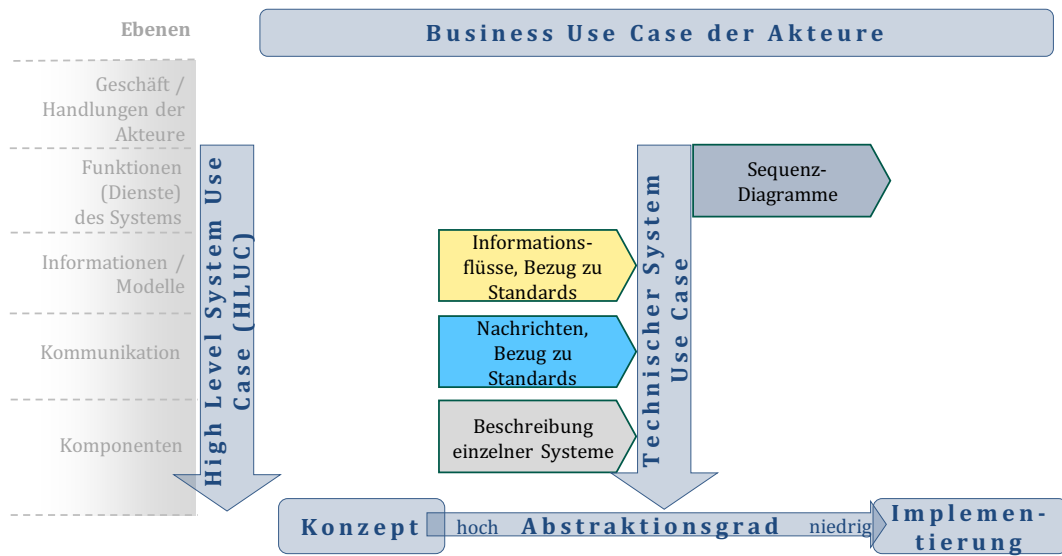 Ebenen
Business Use Case der Akteure
Geschäft /
Handlungen der
Akteure
Funktionen
(Dienste)
des Systems
Informationen /
Modelle
Kommunikation
Komponenten
High Level System Use
Case (HLUC)
Informations-
flüsse, Bezug zu
Standards
Nachrichten,
Bezug zu
Standards
Beschreibung
einzelner Systeme
Technischer System
Use Case
Sequenz-
Diagramme
Konzept
hoch
Abstraktionsgrad
niedrig
Implemen-
tierung